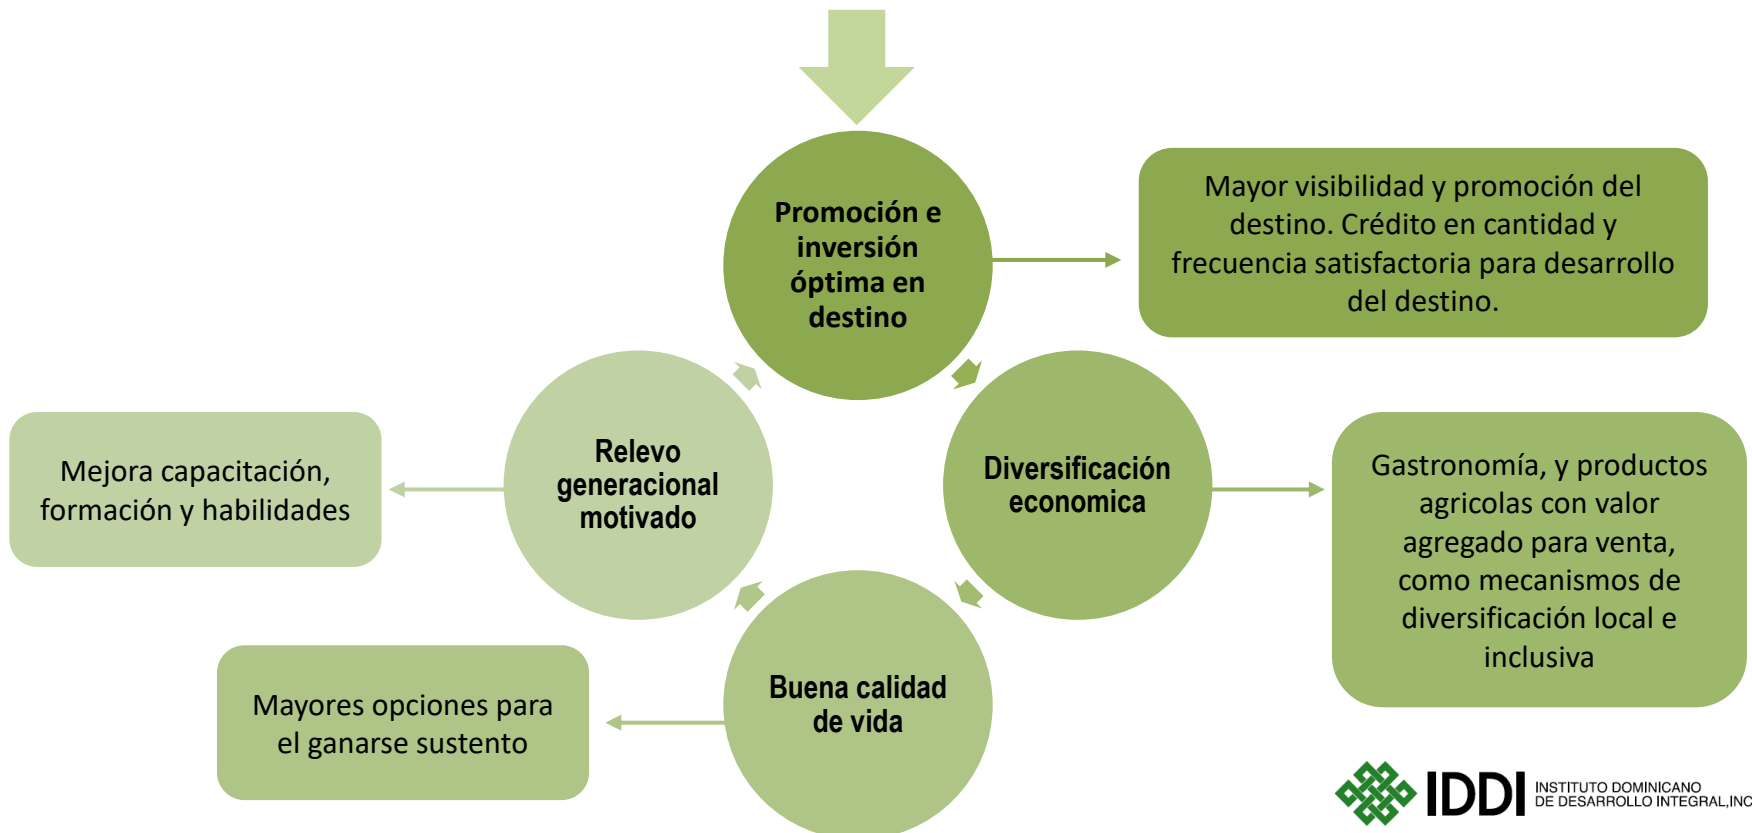 Promoción e
inversión
óptima en
destino
Mayor visibilidad y promoción del
destino. Crédito en cantidad y
frecuencia satisfactoria para desarrollo
del destino.
Relevo
generacional
motivado
Mejora capacitación,
formación y habilidades
Diversificación
economica
Gastronomía, y productos
agricolas con valor
agregado para venta,
como mecanismos de
diversificación local e
inclusiva
Buena calidad
de vida
Mayores opciones para
el ganarse sustento
IDDI
INSTITUTO DOMINICANO
DE DESARROLLO INTEGRAL,INC